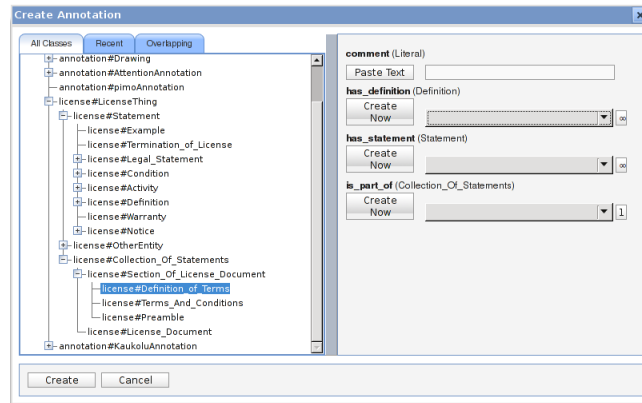 Create Annotation
All Classes Recent Overlapping
annotation#Drawing
annotation#AttentionAnnotation
annotation#pimoAnnotation
license#LicenseThing
license#Statement
license#Example
license#Termination_of_License
license#Legal_Statement
license#Condition
license#Activity
license#Definition
license#Warranty
license#Notice
license#OtherEntity
license#Collection_Of_Statements
license#Section_Of_License_Document
license#Definition_of_Terms
license#Terms_And_Conditions
license#Preamble
license#License_Document
annotation#KaukoluAnnotation
comment (Literal)
Paste Text
has_definition (Definition)
Create
Now
∞
has_statement (Statement)
Create
Now
∞
is_part_of (Collection_Of_Statements)
Create
Now
1
Create Cancel